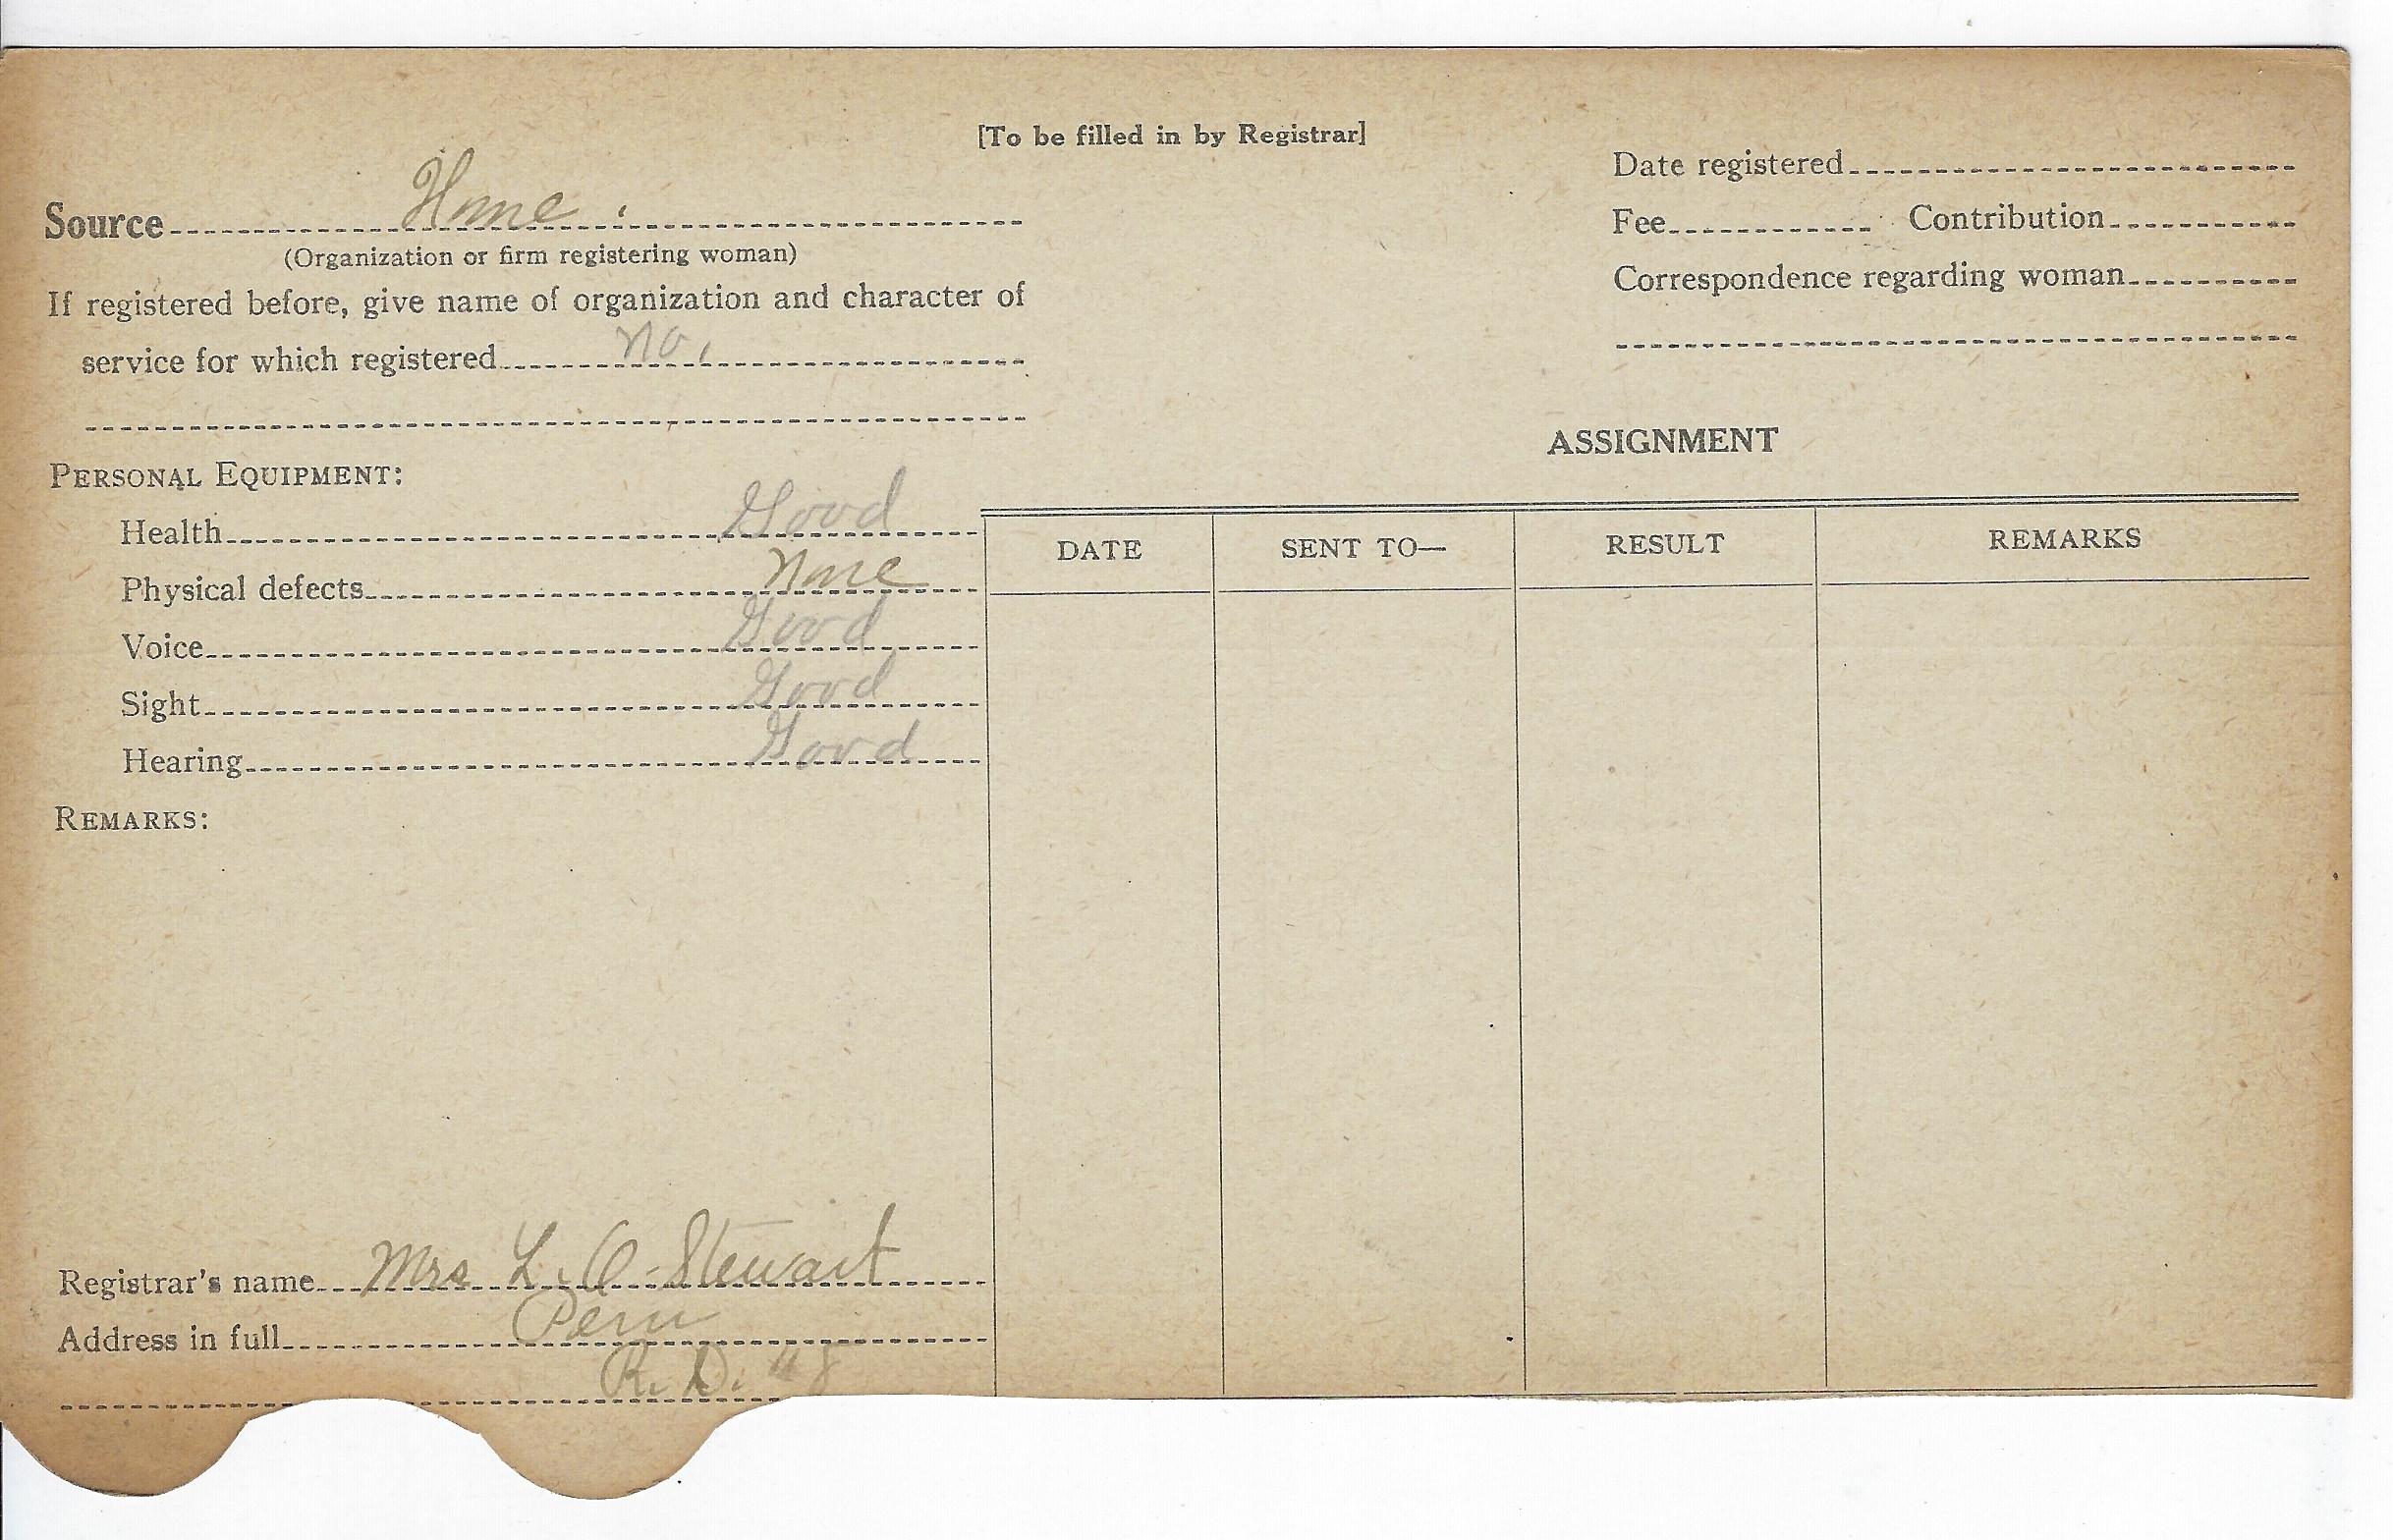 [To be filled in by Registrar]
Source Home.
(Organization or firm registering woman)
If registered before, give name of organization and character of
service for which registered no.
Date registered
Fee Contribution
Correspondence regarding woman
PERSONAL EQUIPMENT:
Health Good
Physical defects None
Voice Good
Sight Good
Hearing Good
REMARKS:
Registrar's name Mrs L. O. Stewart
Address in full Peru
R. D.
ASSIGNMENT
DATE SENT TO— RESULT REMARKS